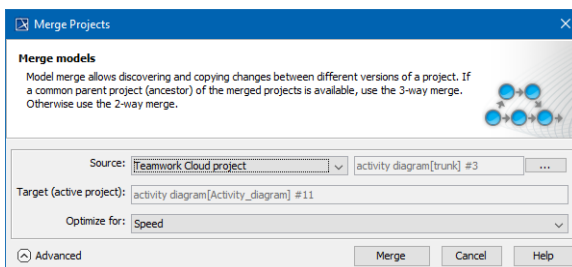 Merge Projects
Merge models
Model merge allows discovering and copying changes between different versions of a project. If
a common parent project (ancestor) of the merged projects is available, use the 3-way merge.
Otherwise use the 2-way merge.
Source: Teamwork Cloud project activity diagram[trunk] #3 ...
Target (active project): activity diagram[Activity_diagram] #11
Optimize for: Speed
Advanced Merge Cancel Help